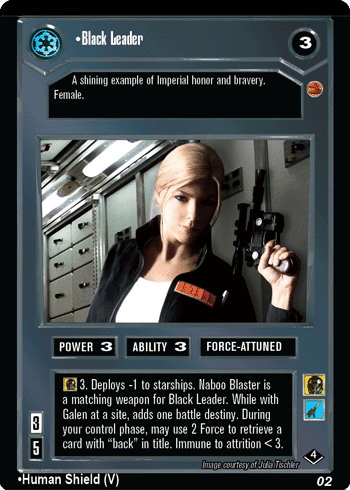 •Black Leader
3
A shining example of Imperial honor and bravery.
Female.
POWER 3
ABILITY 3
FORCE-ATTUNED
3. Deploys -1 to starships. Naboo Blaster is
a matching weapon for Black Leader. While with
Galen at a site, adds one battle destiny. During
your control phase, may use 2 Force to retrieve a
card with "back" in title. Immune to attrition < 3.
3
5
4
Image courtesy of Julia Tischler
•Human Shield (V)
02